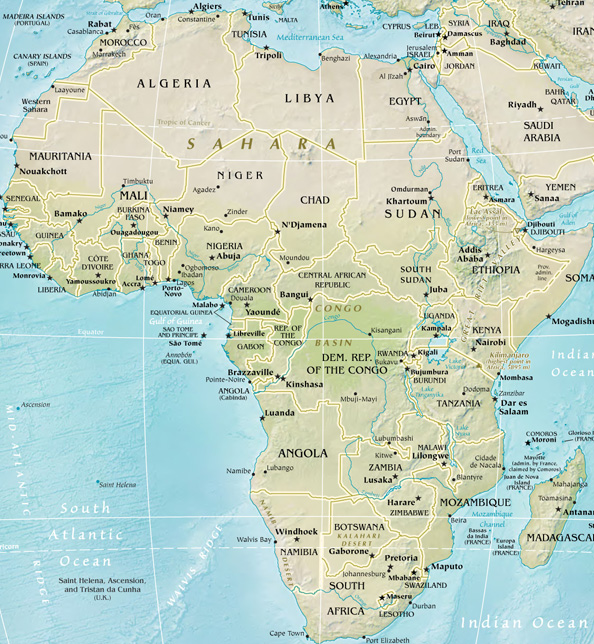 MADEIRA ISLANDS
(PORTUGAL)
Rabat
Casablanca
Fès
MOROCCO
Marrakech
Oran
Algiers
Constantine
Tunis
TUNISIA
MALTA
Tripoli
Mediterranean Sea
Athens
CYPRUS
LEB.
Beirut
SYRIA
Damascus
IRAQ
Baghdad
Tehran
IRAN
Jerusalem
ISRAEL
Amman
JORDAN
KUWAIT
Alexandria
Benghazi
Cairo
Al Jīzah
CANARY ISLANDS
(SPAIN)
Laayoune
Western
Sahara
ALGERIA
LIBYA
EGYPT
Aswān
Admin.
boundary
Riyadh
BAHR.
QATAR
SAUDI
ARABIA
Tropic of Cancer
SAHARA
Port
Sudan
Red
Sea
MAURITANIA
Nouakchott
MALI
Timbuktu
NIGER
Agadez
CHAD
Omdurman
Khartoum
SUDAN
ERITREA
Asmara
YEMEN
Sanaa
Gulf of
Aden
SENEGAL
Bamako
BURKINA
FASO
Ouagadougou
Niamey
Zinder
Kano
N'Djamena
Lac Assal
Djibouti
DJIBOUTI
Hargeysa
GUINEA
BENIN
NIGERIA
Abuja
Moundou
Addis
Ababa
ETHIOPIA
Prov.
admin.
line
SOMA
CÔTE
D'IVOIRE
GHANA
TOGO
Ogbomoso
Ibadan
Lagos
Monrovia
LIBERIA
Yamoussoukro
Abidjan
Accra
Lomé
Porto-
Novo
CENTRAL AFRICAN
REPUBLIC
Bangui
SOUTH
SUDAN
Juba
CAMEROON
Douala
Yaoundé
Malabo
EQUATORIAL GUINEA
Gulf of Guinea
SAO TOME
AND PRINCIPE
São Tomé
Annobón
(EQUA. GUI.)
Equator
Libreville
GABON
REP. OF
THE
CONGO
CONGO
BASIN
Kisangani
UGANDA
Kampala
KENYA
Nairobi
Mogadishu
DEM. REP.
OF THE CONGO
RWANDA
Kigali
Bukavu
Bujumbura
BURUNDI
Lake
Victoria
Kilimanjaro
Mombasa
Indian
Ocean
Brazzaville
Pointe-Noire
Kinshasa
ANGOLA
(Cabinda)
Mbuji-Mayi
Lake
Tanganyika
Dodoma
TANZANIA
Zanzibar
Dar es
Salaam
Ascension
Luanda
ANGOLA
Lobango
Namibe
Lubumbashi
Kitwe
ZAMBIA
Lusaka
MALAWI
Lilongwe
Blantyre
Cidade
de Nacala
COMOROS
Moroni
Mayotte
(admin. by France,
claimed by Comoros)
Juan de Nova
Island
(FRANCE)
Mahajanga
Toamasina
MADAGASCAR
Saint Helena
South
Atlantic
Ocean
Saint Helena, Ascension,
and Tristan da Cunha
(U.K.)
MID-ATLANTIC
RIDGE
WALVIS RIDGE
Harare
ZIMBABWE
MOZAMBIQUE
Beira
Mozambique
Channel
Bassas
da India
(FRANCE)
Europa
Island
(FRANCE)
Walvis Bay
Windhoek
NAMIBIA
NAMIB DESERT
BOTSWANA
KALAHARI
DESERT
Gaborone
Pretoria
Johannesburg
Mbabane
SWAZILAND
Maputo
Maseru
LESOTHO
Durban
SOUTH
AFRICA
Cape Town
Port Elizabeth
Indian Ocean